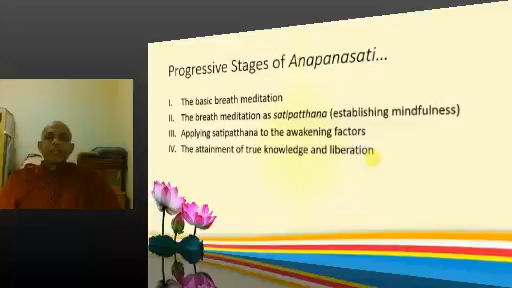 Progressive Stages of Anapanasati...
I. The basic breath meditation
II. The breath meditation as satipatthana (establishing mindfulness)
III. Applying satipatthana to the awakening factors
IV. The attainment of true knowledge and liberation